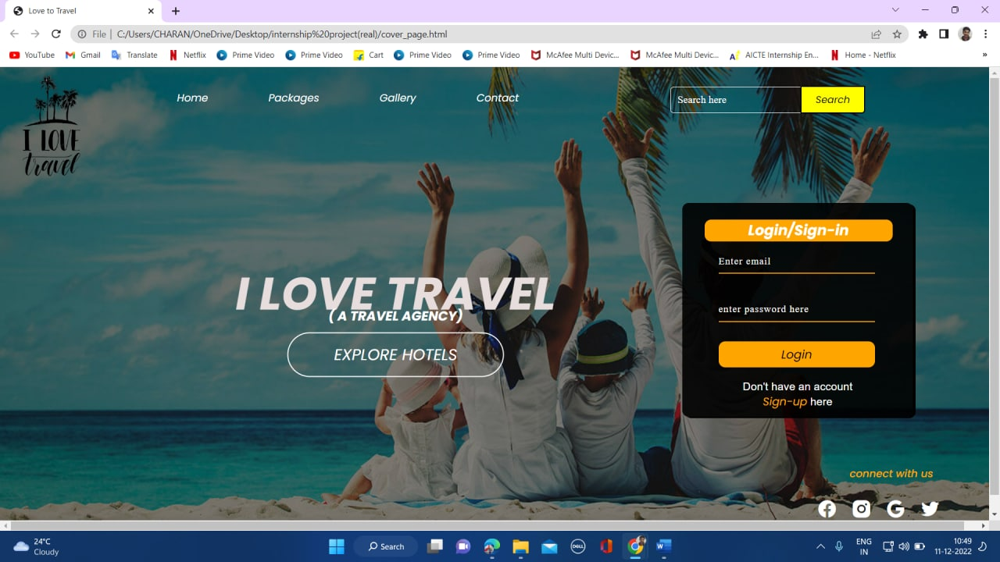 Love to Travel
File
C:/Users/CHARAN/OneDrive/Desktop/internship%20project(real)/cover_page.html
YouTube Gmail Translate Netflix Prime Video Prime Video Cart Prime Video Prime Video McAfee Multi Devic... McAfee Multi Devic... AICTE Internship En... Home - Netflix »
Home Packages Gallery Contact
Search here Search
I LOVE
travel
Login/Sign-in
Enter email
enter password here
Login
Don't have an account
Sign-up here
I LOVE TRAVEL
( A TRAVEL AGENCY)
EXPLORE HOTELS
connect with us
24°C
Cloudy
Search
DELL
W
ENG
IN
10:49
11-12-2022